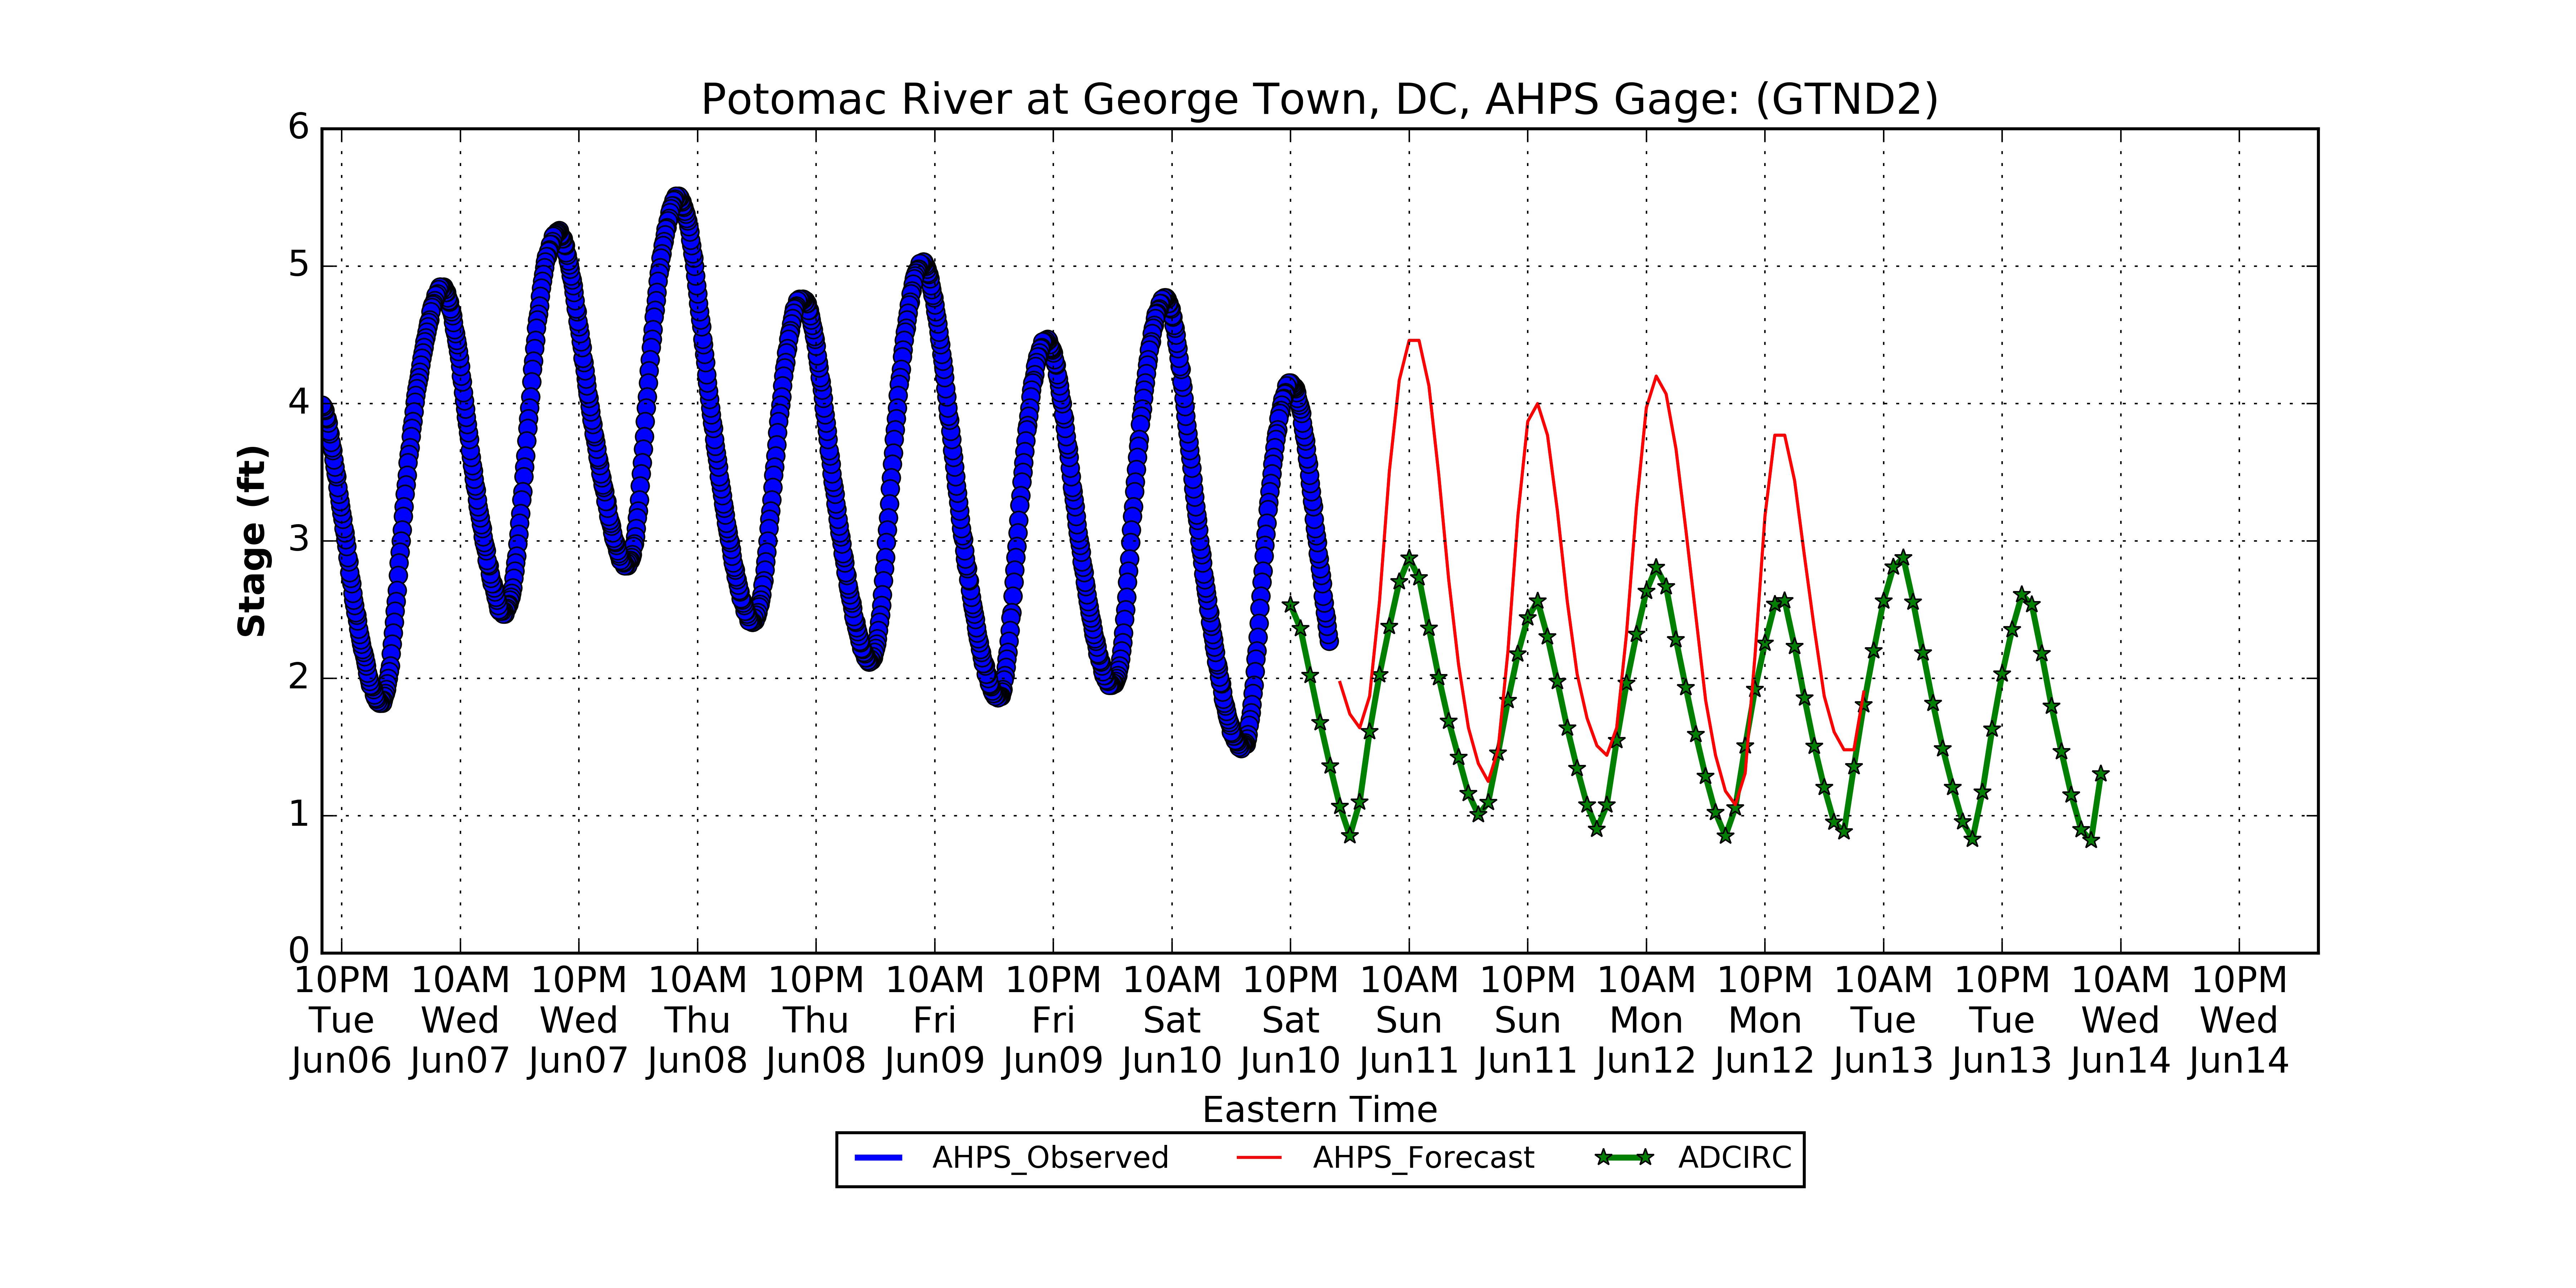 Potomac River at George Town, DC, AHPS Gage: (GTND2)
Stage (ft)
6
5
4
3
2
1
0
10PM 10AM 10PM 10AM 10PM 10AM 10PM 10AM 10PM 10AM 10PM 10AM 10PM 10AM 10PM 10AM 10PM
Tue Wed Wed Thu Thu Fri Fri Sat Sat Sun Sun Mon Mon Tue Tue Wed Wed
Jun06 Jun07 Jun07 Jun08 Jun08 Jun09 Jun09 Jun10 Jun10 Jun11 Jun11 Jun12 Jun12 Jun13 Jun13 Jun14 Jun14
Eastern Time
AHPS_Observed AHPS_Forecast ADCIRC